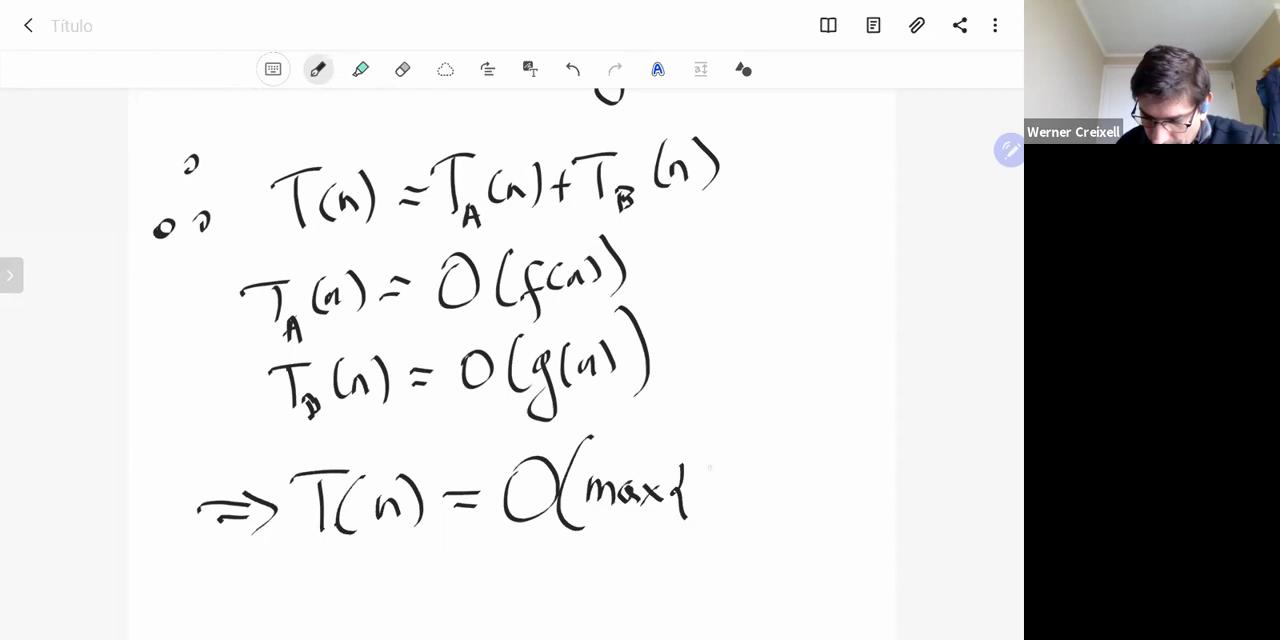 Título
Werner Creixell
∴ T(n) = T_A(n) + T_B(n)
T_A(n) = O(f(n))
T_B(n) = O(g(n))
⇒ T(n) = O(max{